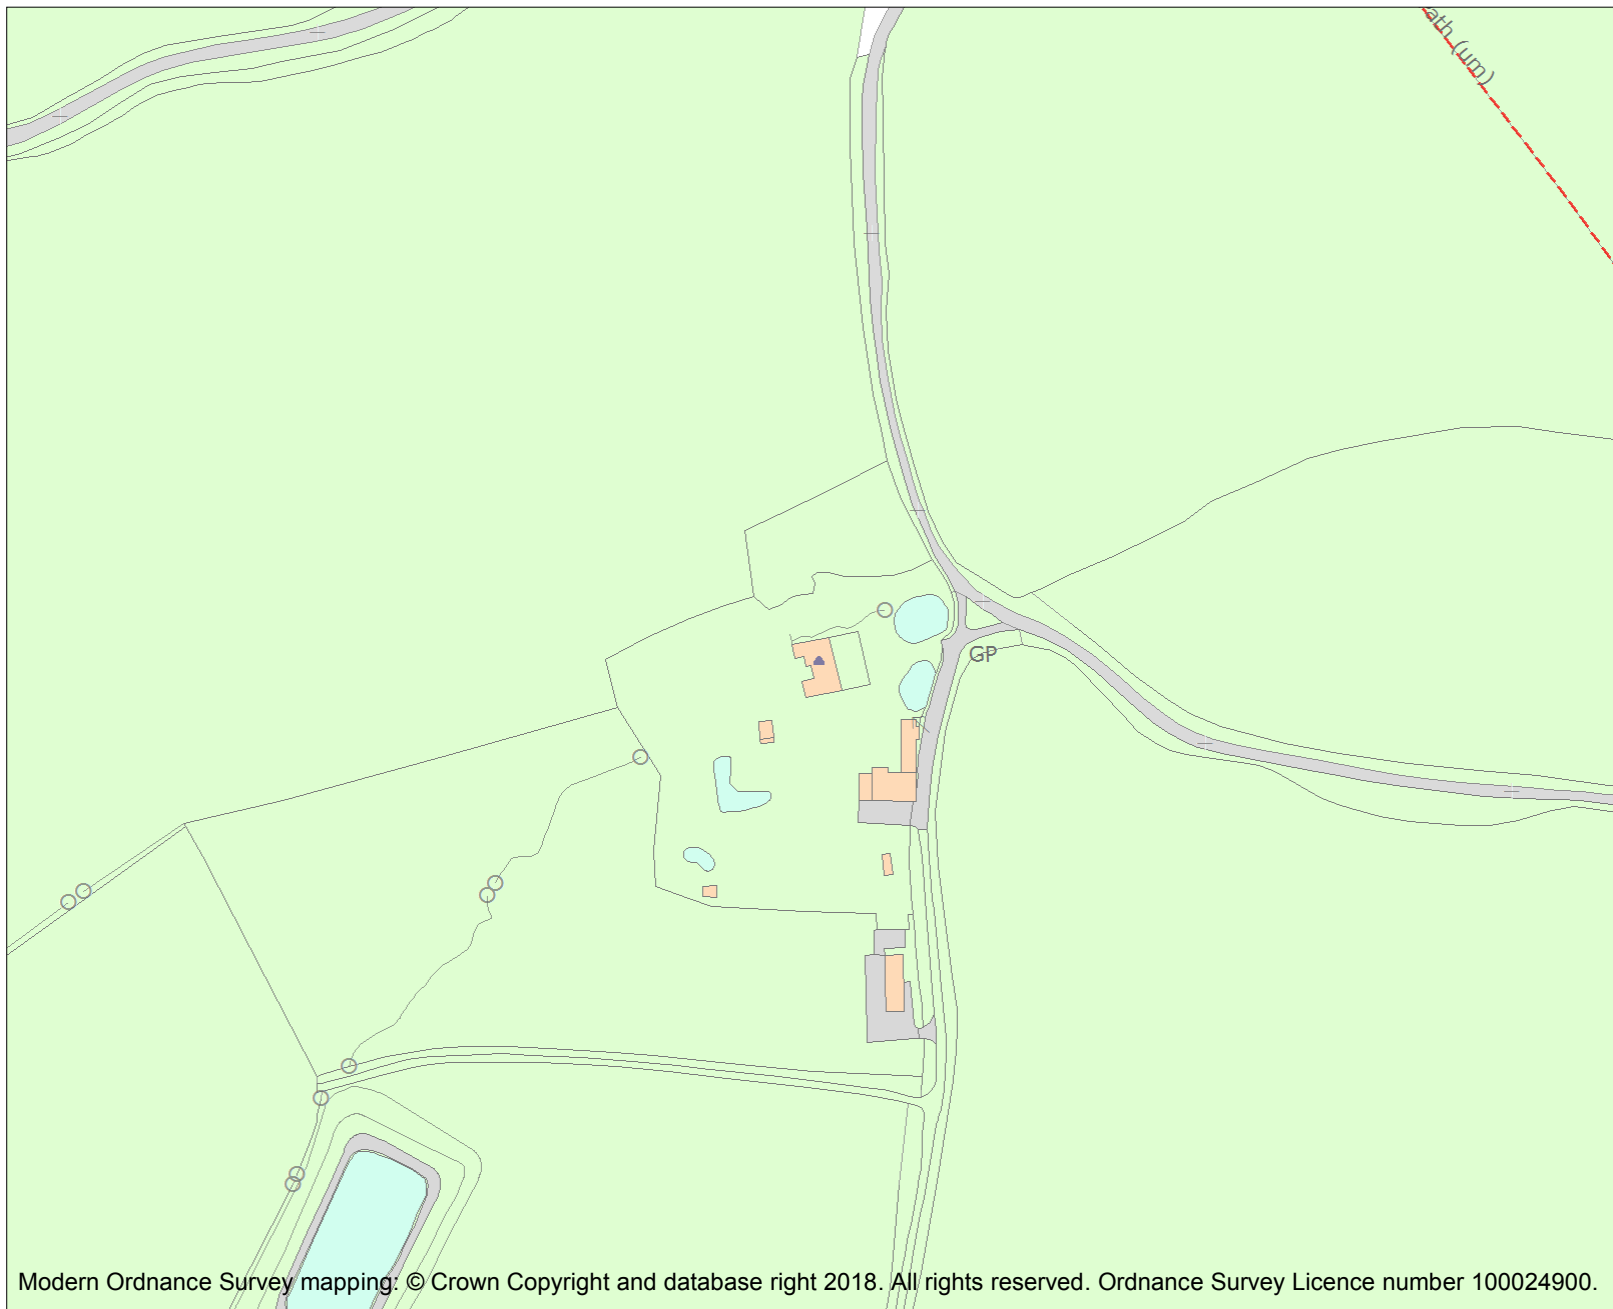 ath (um)
GP
Modern Ordnance Survey mapping: © Crown Copyright and database right 2018. All rights reserved. Ordnance Survey Licence number 100024900.